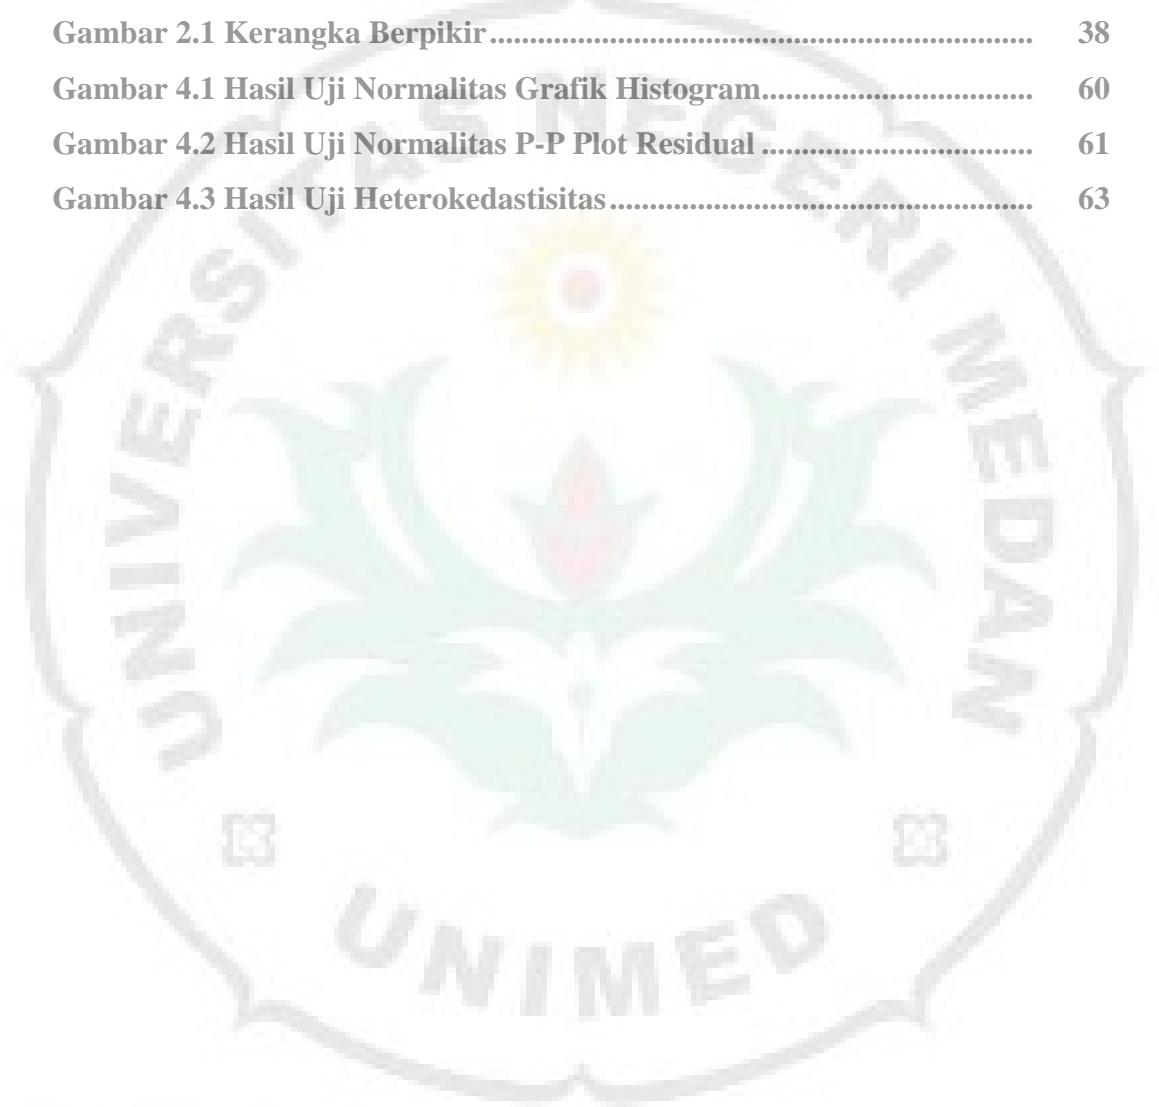 Gambar 2.1 Kerangka Berpikir.................................................................... 38
Gambar 4.1 Hasil Uji Normalitas Grafik Histogram.................................. 60
Gambar 4.2 Hasil Uji Normalitas P-P Plot Residual .................................. 61
Gambar 4.3 Hasil Uji Heterokedastisitas..................................................... 63
UNIVERSITAS NEGERI MEDAN
UNIMED